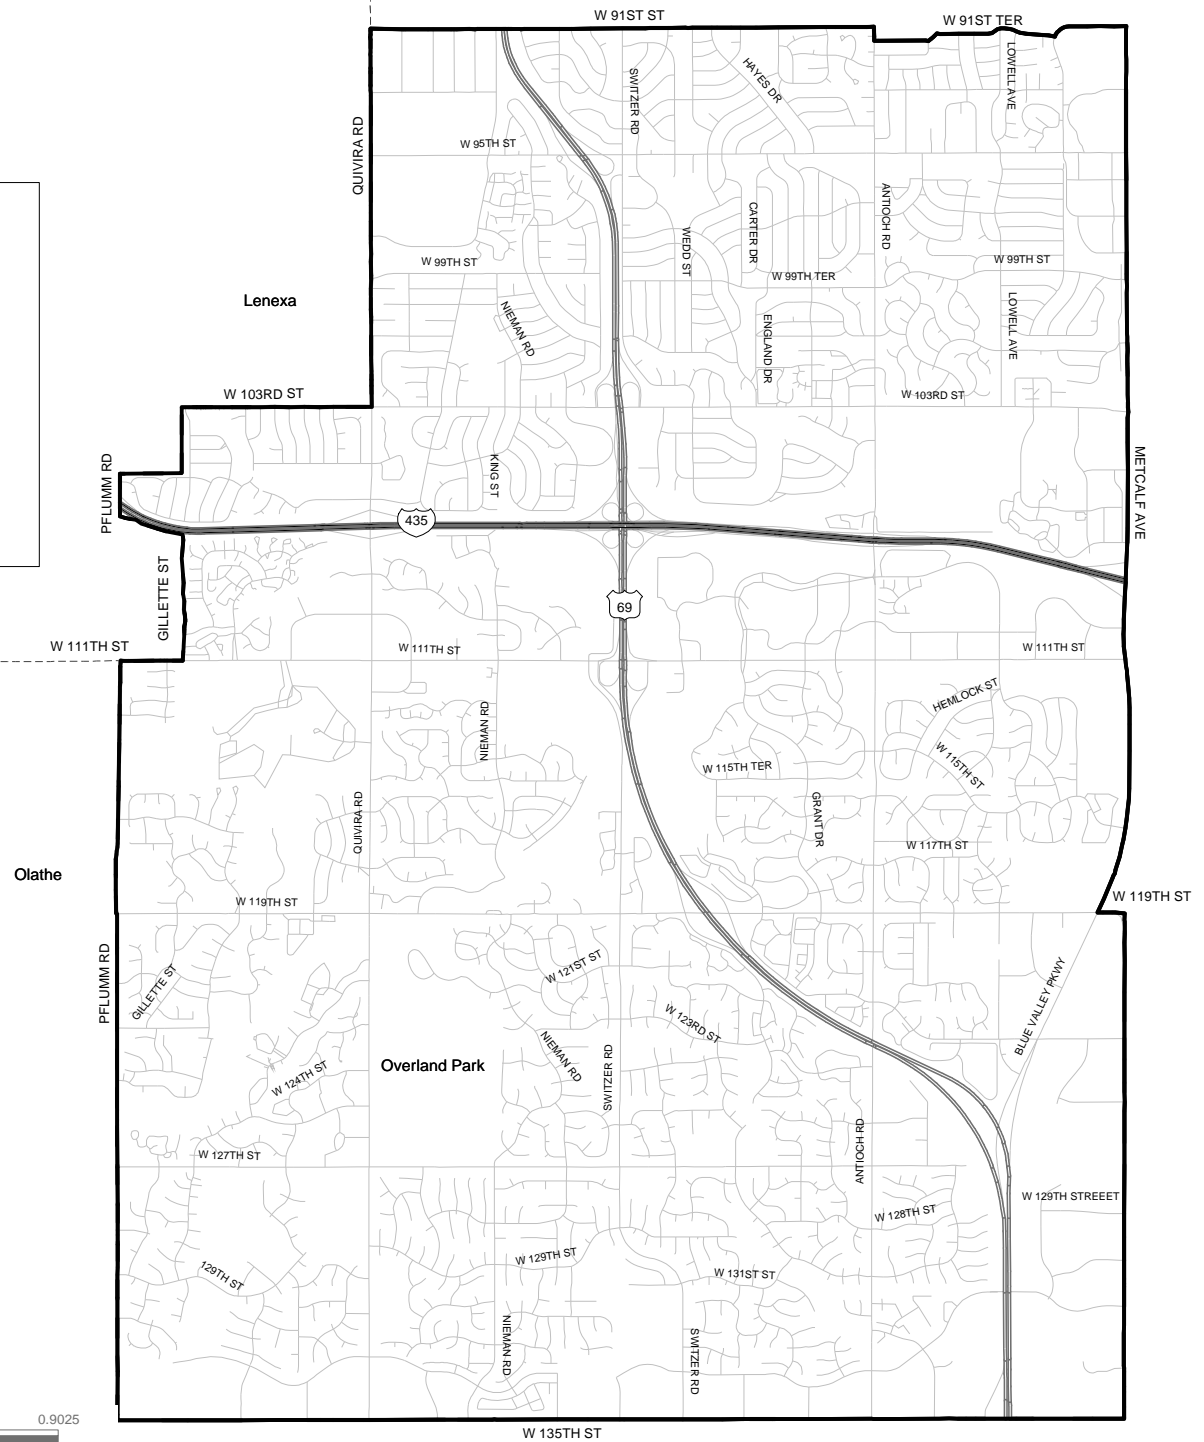 W 91ST ST
W 91ST TER
LOWELL AVE
HAYES DR
SWITZER RD
QUIVIRA RD
W 95TH ST
ANTIOCH RD
CARTER DR
WEDD ST
W 99TH ST
W 99TH ST
W 99TH TER
Lenexa
NIEMAN RD
LOWELL AVE
ENGLAND DR
W 103RD ST
W 103RD ST
PFLUMM RD
KING ST
METCALF AVE
435
GILLETTE ST
69
W 111TH ST
W 111TH ST
W 111TH ST
HEMLOCK ST
NIEMAN RD
W 115TH TER
W 115TH ST
QUIVIRA RD
GRANT DR
W 117TH ST
Olathe
W 119TH ST
W 119TH ST
PFLUMM RD
GILLETTE ST
W 121ST ST
BLUE VALLEY PKWY
W 123RD ST
NIEMAN RD
SWITZER RD
Overland Park
W 124TH ST
ANTIOCH RD
W 127TH ST
W 129TH STREEET
W 128TH ST
W 129TH ST
129TH ST
W 131ST ST
NIEMAN RD
SWITZER RD
0.9025
W 135TH ST